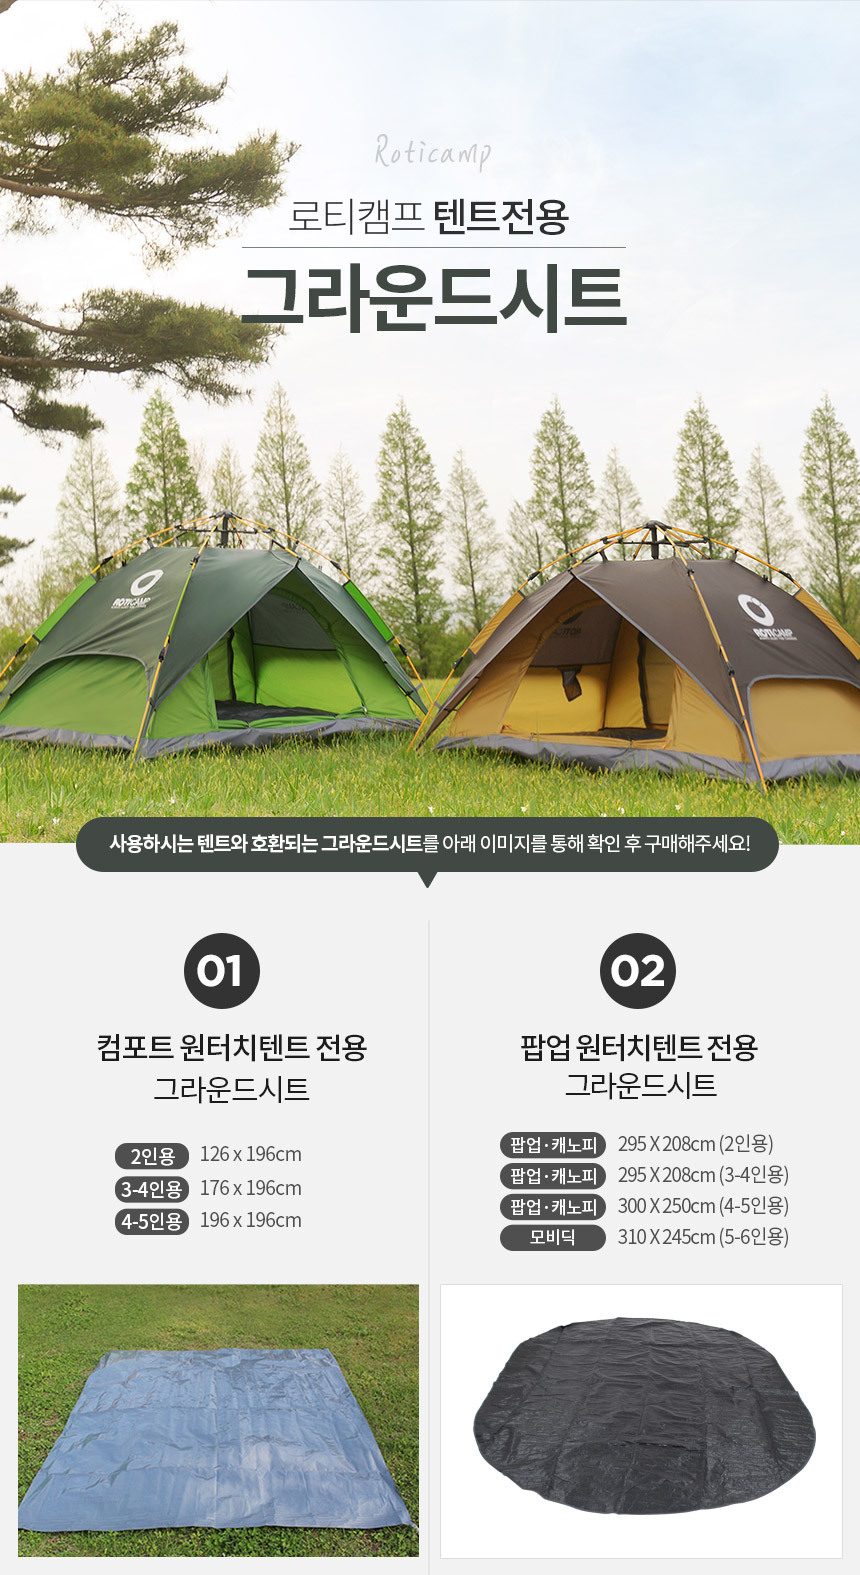 Roticamp
로티캠프 텐트전용
그라운드시트
ROTICAMP
ROTICAMP
사용하시는 텐트와 호환되는 그라운드시트를 아래 이미지를 통해 확인 후 구매해주세요!
01
컴포트 원터치텐트 전용
그라운드시트
2인용 126 x 196cm
3-4인용 176 x 196cm
4-5인용 196 x 196cm
02
팝업 원터치텐트 전용
그라운드시트
팝업·캐노피 295 X 208cm (2인용)
팝업·캐노피 295 X 208cm (3-4인용)
팝업·캐노피 300 X 250cm (4-5인용)
모비딕 310 X 245cm (5-6인용)